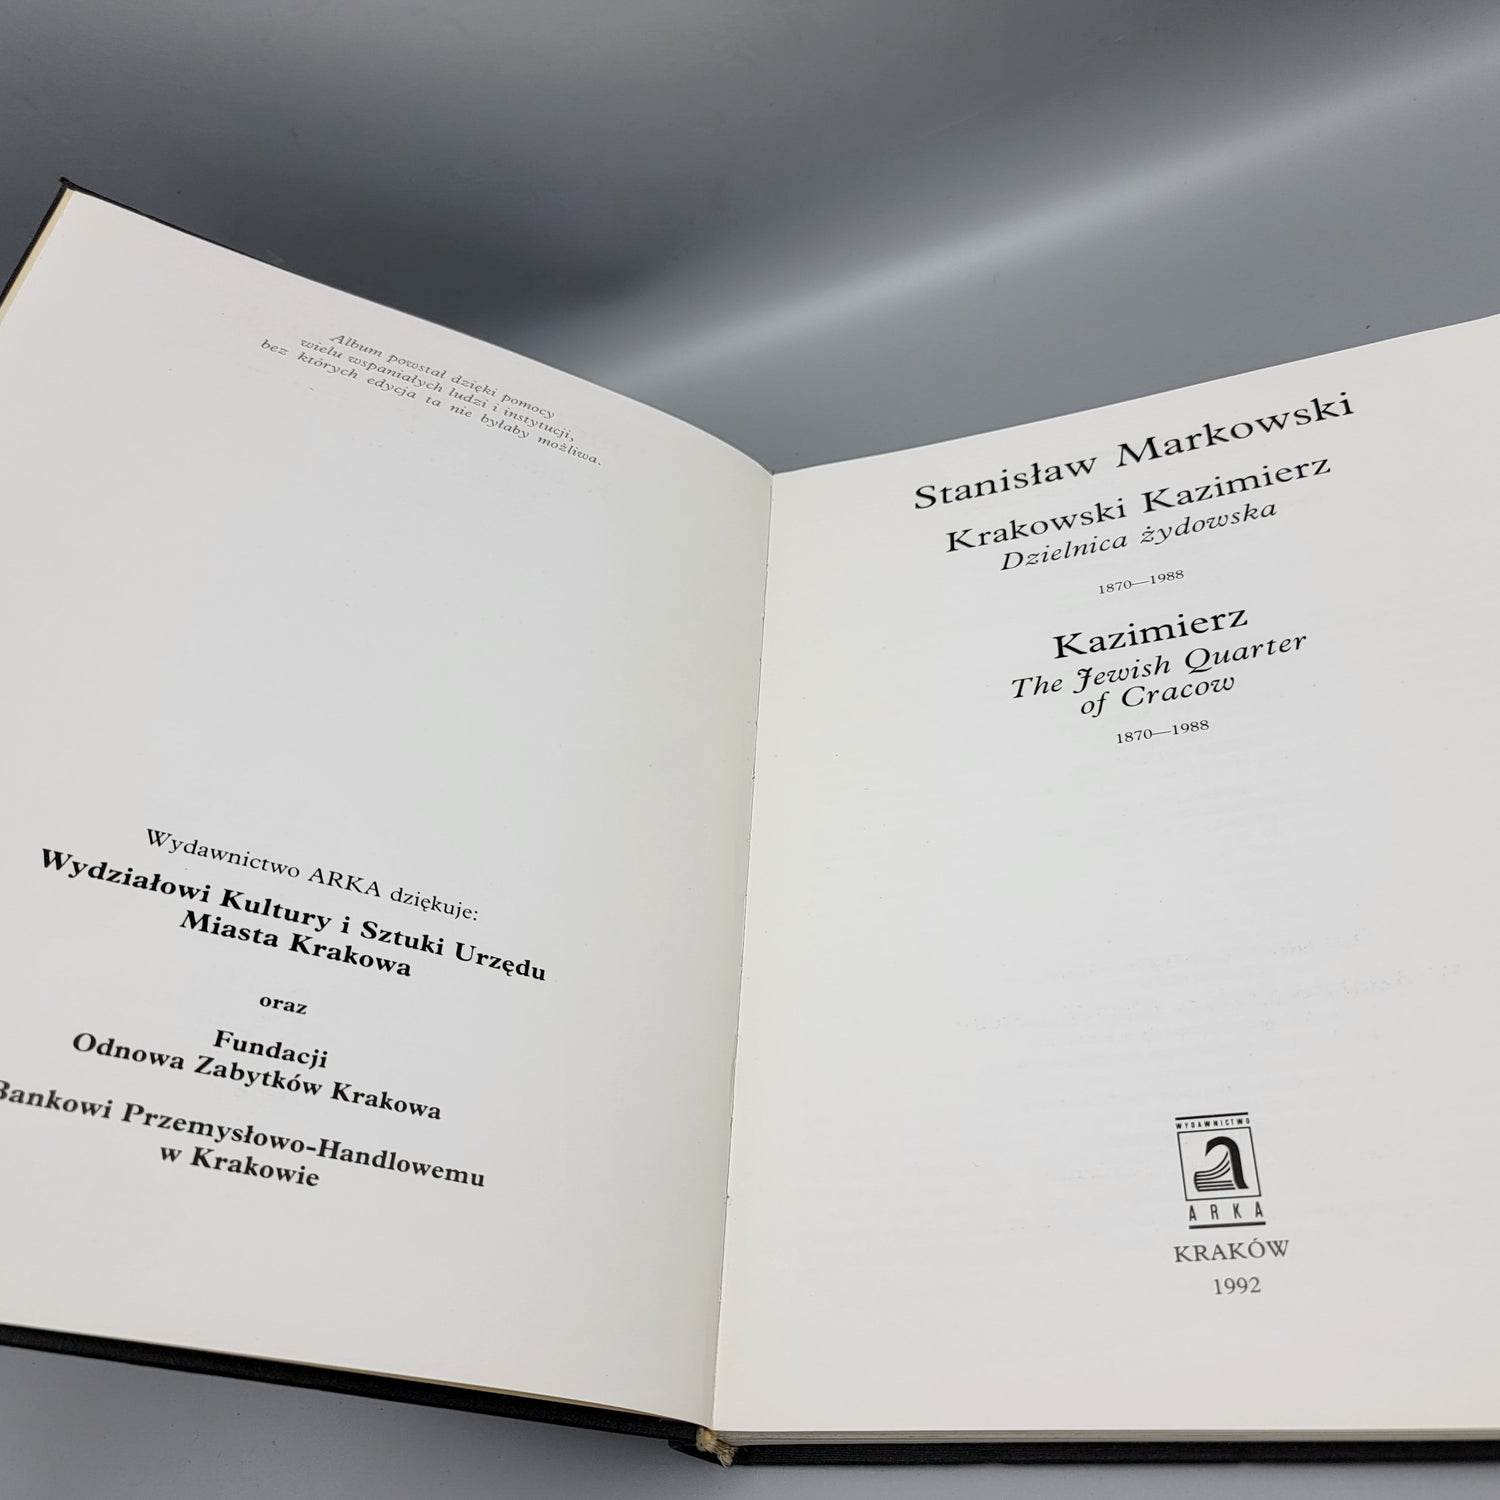 Album powstał dzięki pomocy
wielu wspaniałych ludzi i instytucji,
bez których edycja ta nie byłaby możliwa.
Wydawnictwo ARKA dziękuje:
Wydziałowi Kultury i Sztuki Urzędu
Miasta Krakowa
oraz
Fundacji
Odnowa Zabytków Krakowa
Bankowi Przemysłowo-Handlowemu
w Krakowie
Stanisław Markowski
Krakowski Kazimierz
Dzielnica żydowska
1870—1988
Kazimierz
The Jewish Quarter
of Cracow
1870—1988
WYDAWNICTWO
ARKA
KRAKÓW
1992